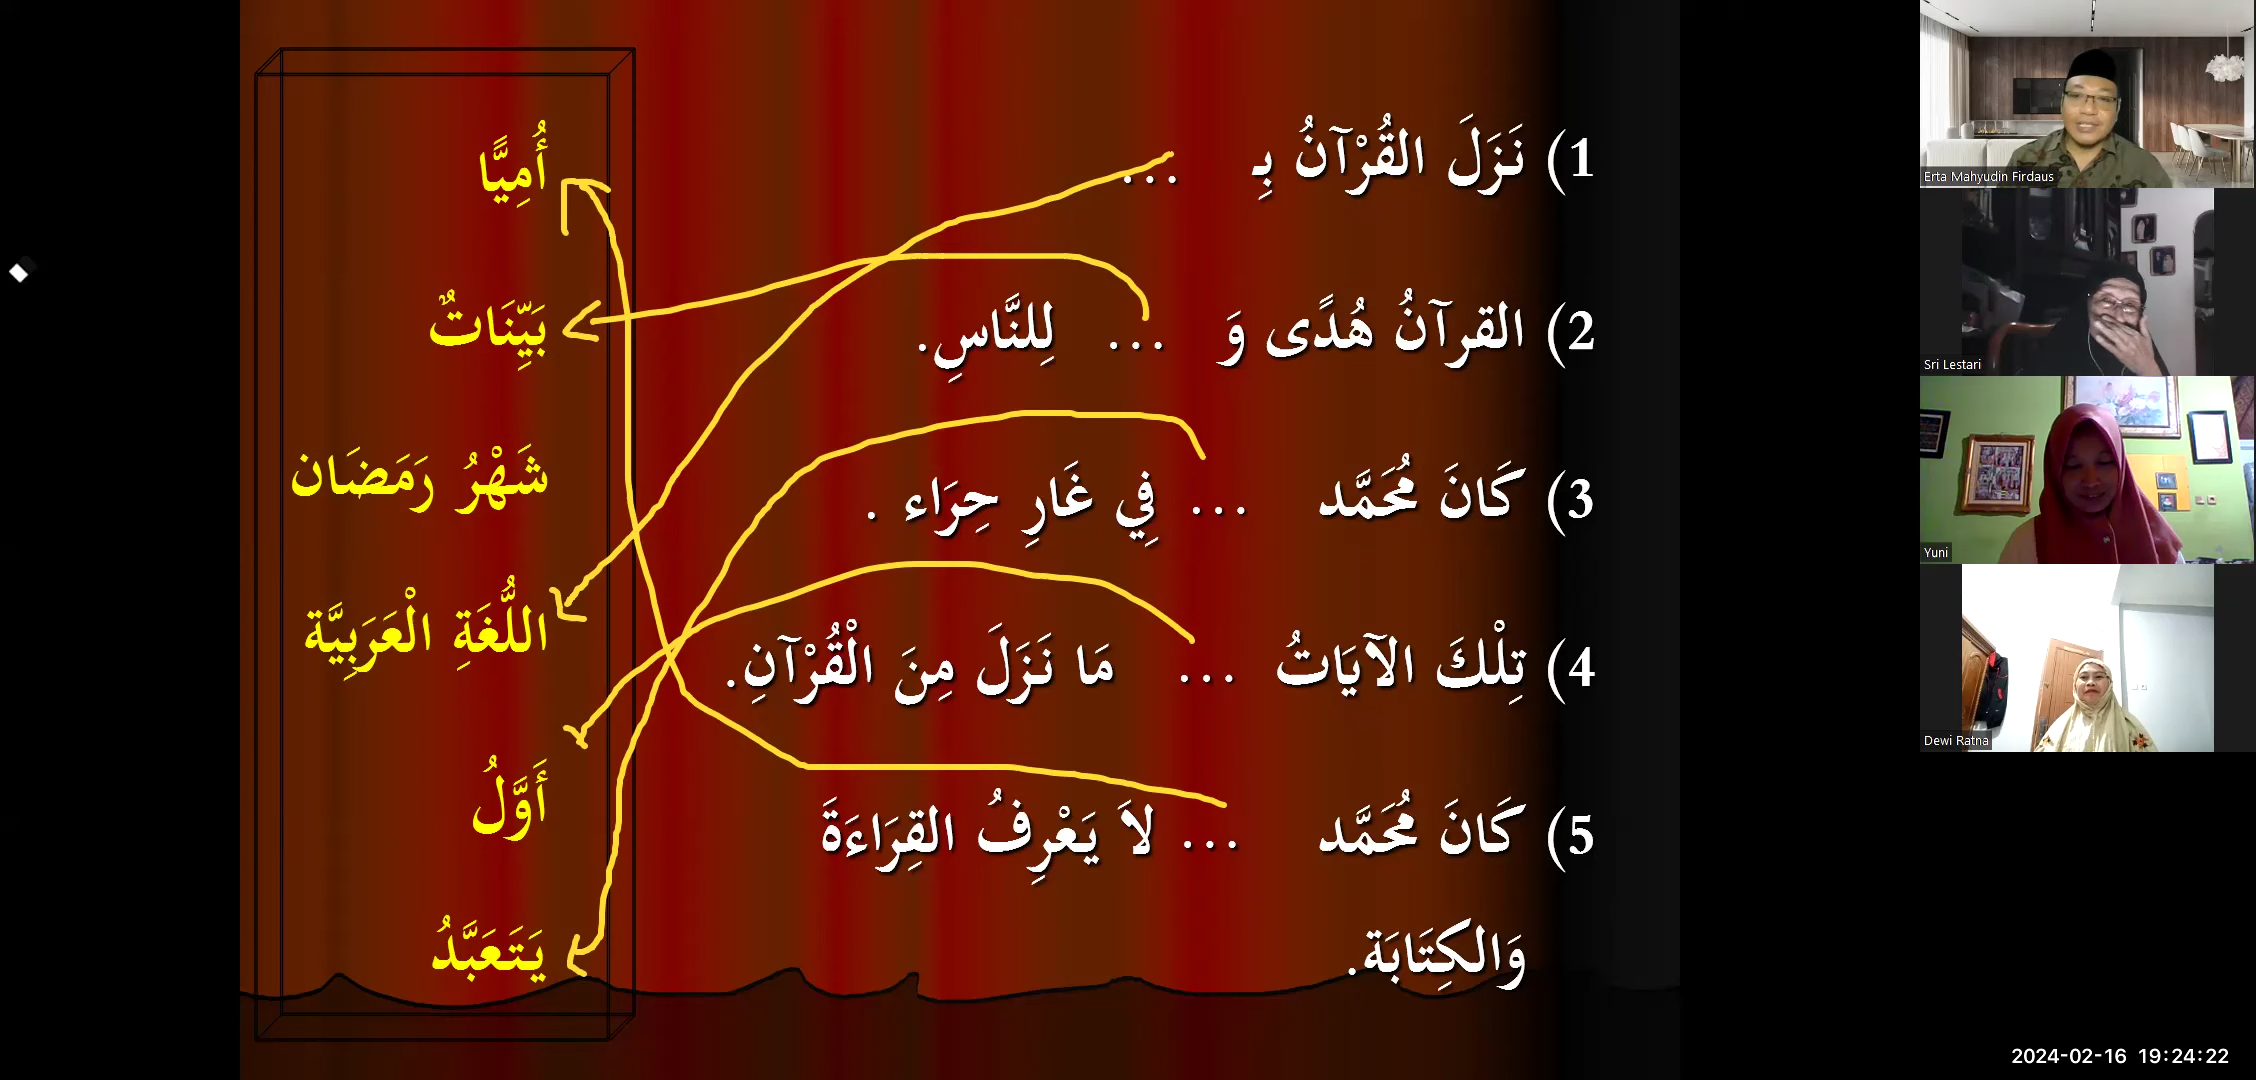 1) نَزَلَ القُرْآنُ بِـ ...
2) القرآنُ هُدًى وَ ... لِلنَّاسِ.
3) كَانَ مُحَمَّد ... فِي غَارِ حِرَاء .
4) تِلْكَ الآيَاتُ ... مَا نَزَلَ مِنَ الْقُرْآنِ.
5) كَانَ مُحَمَّد ... لاَ يَعْرِفُ القِرَاءَةَ
وَالكِتَابَة.
أُمِيًّا
بَيِّنَاتٌ
شَهْرُ رَمَضَان
اللُّغَةِ الْعَرَبِيَّة
أَوَّلُ
يَتَعَبَّدُ
Erta Mahyudin Firdaus
Sri Lestari
Yuni
Dewi Ratna
2024-02-16 19:24:22